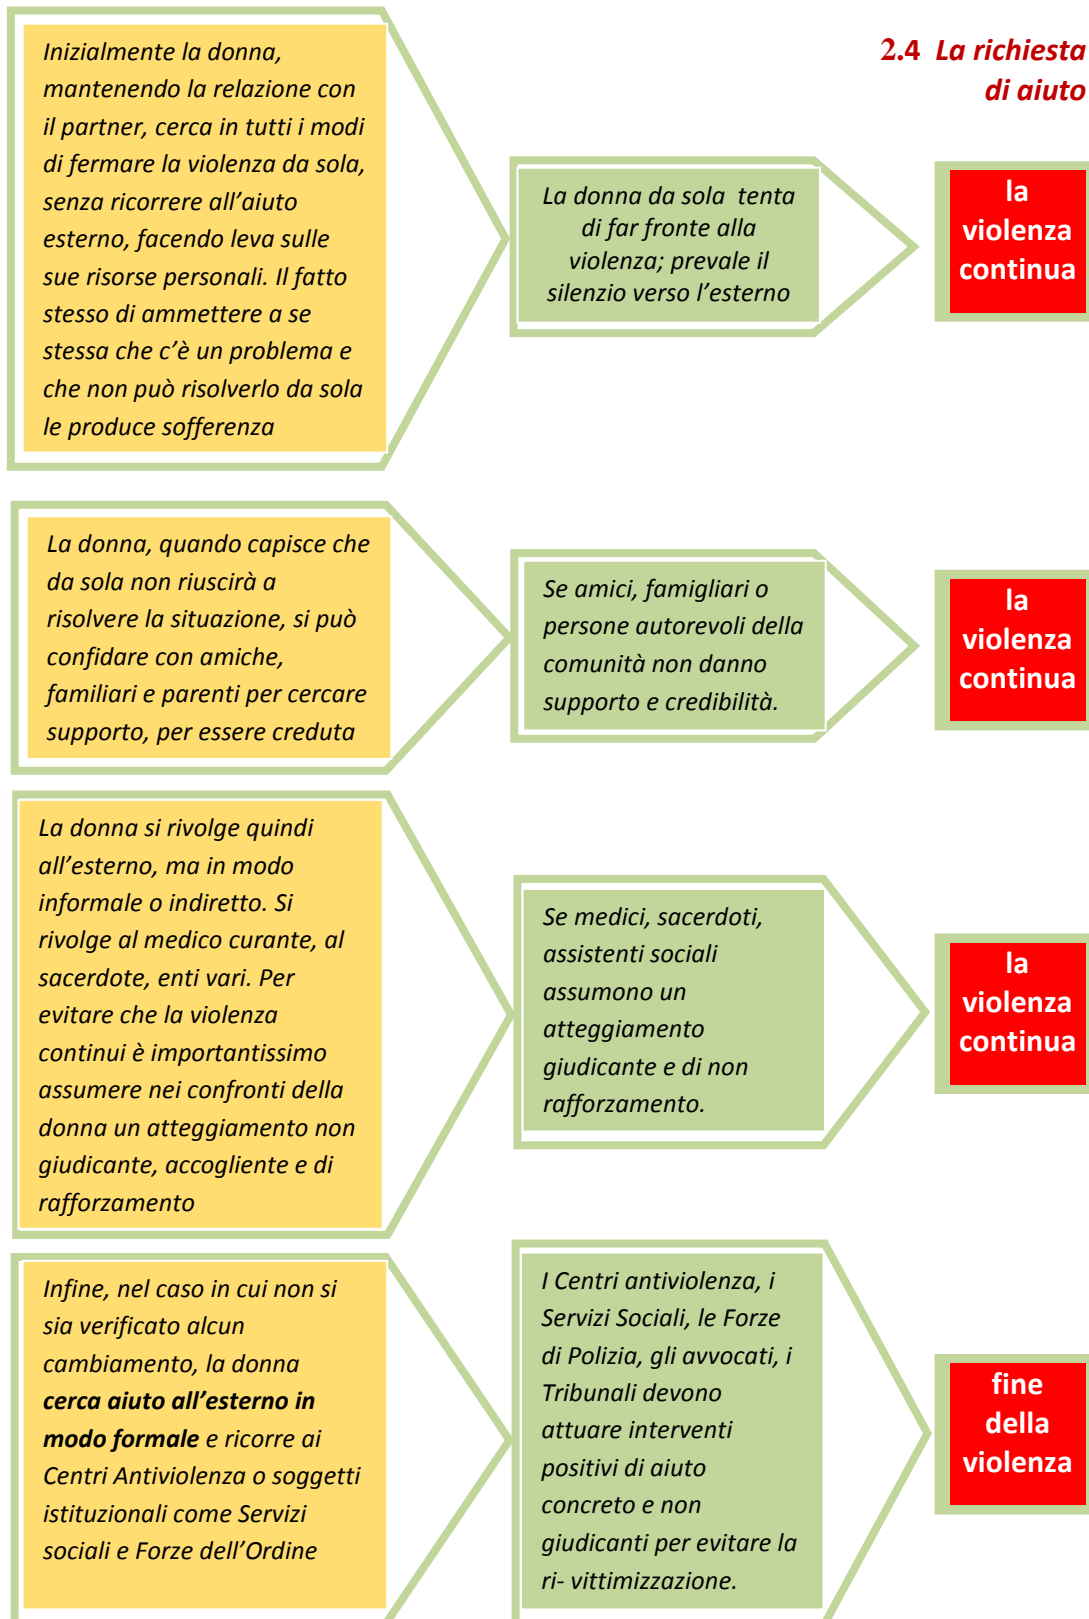 2.4 La richiesta
di aiuto
Inizialmente la donna,
mantenendo la relazione con
il partner, cerca in tutti i modi
di fermare la violenza da sola,
senza ricorrere all’aiuto
esterno, facendo leva sulle
sue risorse personali. Il fatto
stesso di ammettere a se
stessa che c’è un problema e
che non può risolverlo da sola
le produce sofferenza
La donna da sola tenta
di far fronte alla
violenza; prevale il
silenzio verso l’esterno
la
violenza
continua
La donna, quando capisce che
da sola non riuscirà a
risolvere la situazione, si può
confidare con amiche,
familiari e parenti per cercare
supporto, per essere creduta
Se amici, famigliari o
persone autorevoli della
comunità non danno
supporto e credibilità.
la
violenza
continua
La donna si rivolge quindi
all’esterno, ma in modo
informale o indiretto. Si
rivolge al medico curante, al
sacerdote, enti vari. Per
evitare che la violenza
continui è importantissimo
assumere nei confronti della
donna un atteggiamento non
giudicante, accogliente e di
rafforzamento
Se medici, sacerdoti,
assistenti sociali
assumono un
atteggiamento
giudicante e di non
rafforzamento.
la
violenza
continua
Infine, nel caso in cui non si
sia verificato alcun
cambiamento, la donna
cerca aiuto all’esterno in
modo formale e ricorre ai
Centri Antiviolenza o soggetti
istituzionali come Servizi
sociali e Forze dell’Ordine
I Centri antiviolenza, i
Servizi Sociali, le Forze
di Polizia, gli avvocati, i
Tribunali devono
attuare interventi
positivi di aiuto
concreto e non
giudicanti per evitare la
ri- vittimizzazione.
fine
della
violenza